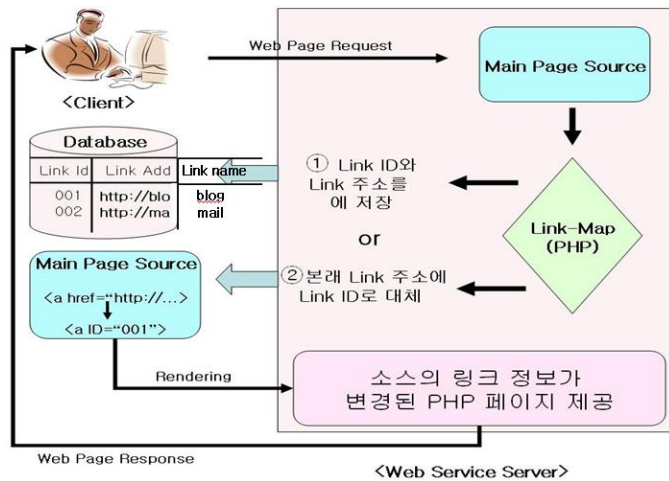 Web Page Request
Main Page Source
<Client>
Database
Link Id Link Add Link name
001 http://blo blog
002 http://ma mail
① Link ID와
Link 주소를
에 저장
or
② 본래 Link 주소에
Link ID로 대체
Link-Map
(PHP)
Main Page Source
<a href=“http://...>
<a ID=“001”>
Rendering
소스의 링크 정보가
변경된 PHP 페이지 제공
Web Page Response
<Web Service Server>